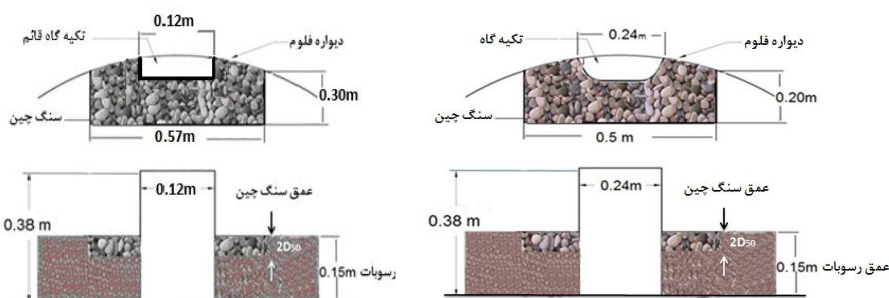 0.12m
تکیه گاه قائم
دیواره فلوم
0.30m
سنگ چین
0.57m
0.24m
تکیه گاه
دیواره فلوم
0.20m
سنگ چین
0.5 m
0.12m
عمق سنگ چین
0.38 m
2D50
0.15m
رسوبات
0.24m
عمق سنگ چین
0.38 m
2D50
0.15m
عمق رسوبات